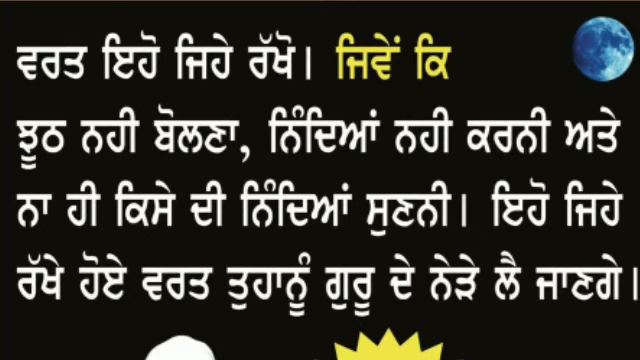 ਵਰਤ ਇਹੋ ਜਿਹੇ ਰੱਖੋ। ਜਿਵੇਂ ਕਿ
ਝੂਠ ਨਹੀ ਬੋਲਣਾ, ਨਿੰਦਿਆਂ ਨਹੀ ਕਰਨੀ ਅਤੇ
ਨਾ ਹੀ ਕਿਸੇ ਦੀ ਨਿੰਦਿਆਂ ਸੁਣਨੀ। ਇਹੋ ਜਿਹੇ
ਰੱਖੇ ਹੋਏ ਵਰਤ ਤੁਹਾਨੂੰ ਗੁਰੂ ਦੇ ਨੇੜੇ ਲੈ ਜਾਣਗੇ।